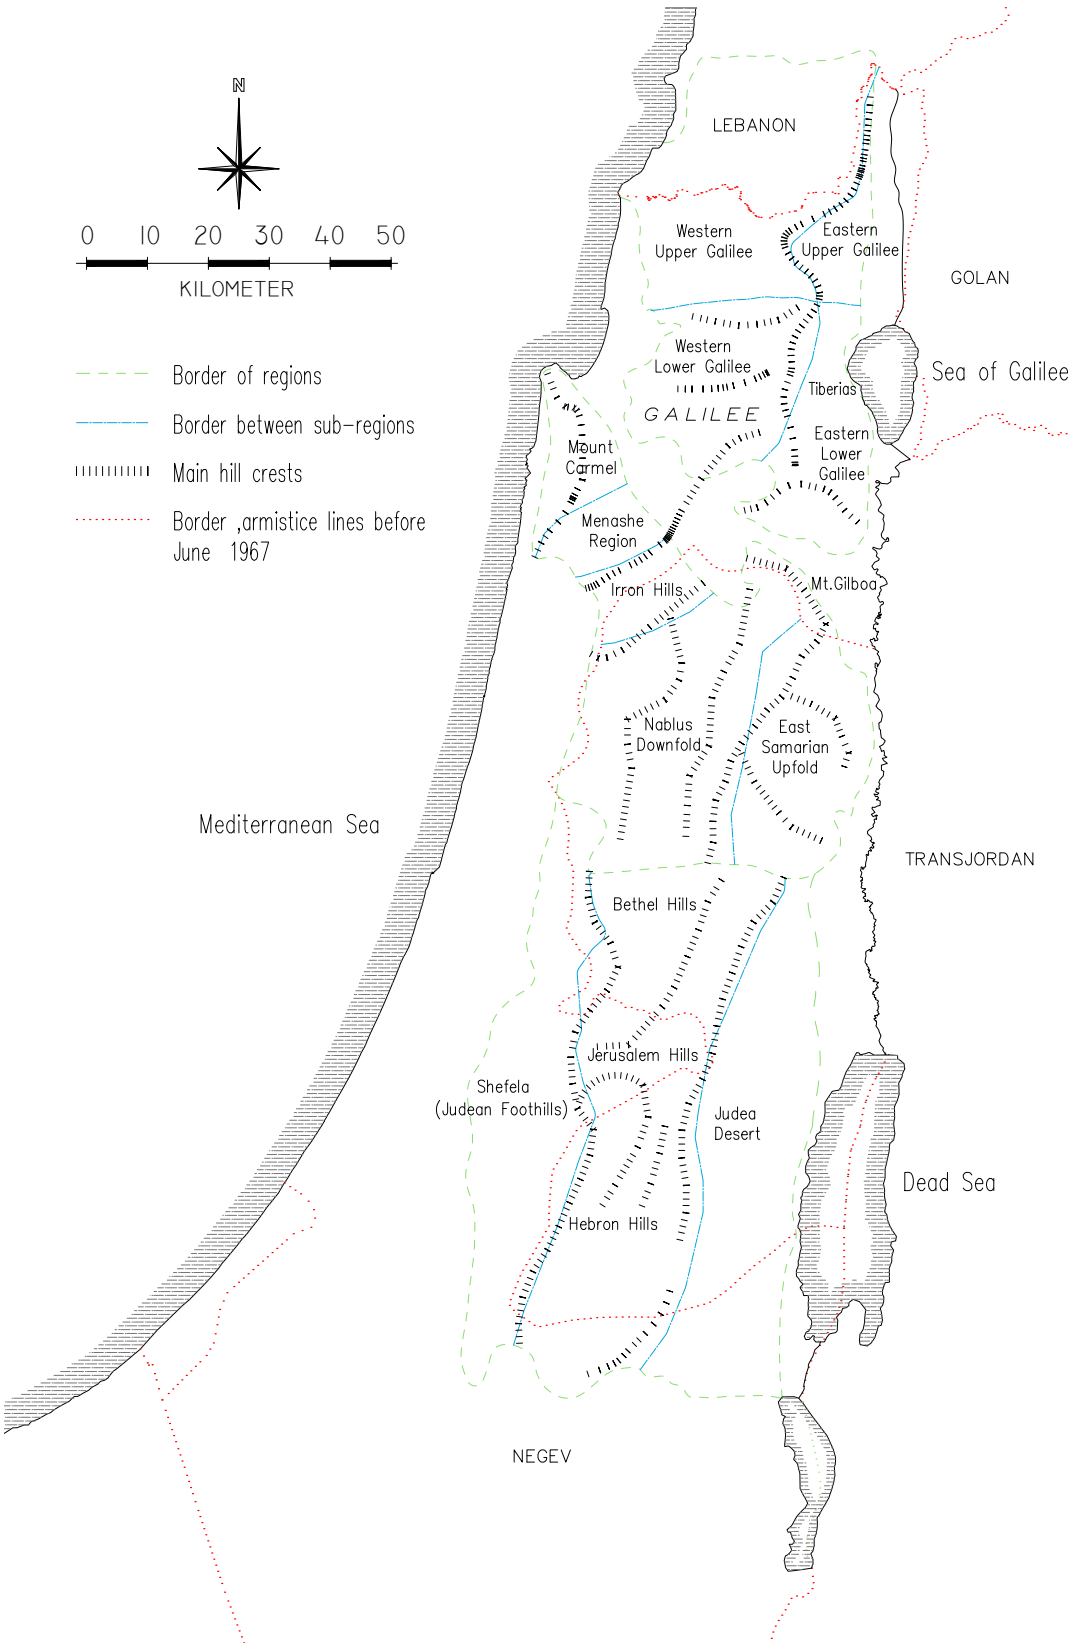 N
LEBANON
0 10 20 30 40 50
KILOMETER
Western
Upper Galilee
Eastern
Upper Galilee
GOLAN
Border of regions
Border between sub-regions
Main hill crests
Border ,armistice lines before
June 1967
Western
Lower Galilee
Sea of Galilee
Tiberias
GALILEE
Eastern
Lower
Galilee
Mount
Carmel
Menashe
Region
Irron Hills
Mt.Gilboa
Nablus
Downfold
East
Samarian
Upfold
Mediterranean Sea
TRANSJORDAN
Bethel Hills
Jerusalem Hills
Shefela
(Judean Foothills)
Judea
Desert
Dead Sea
Hebron Hills
NEGEV